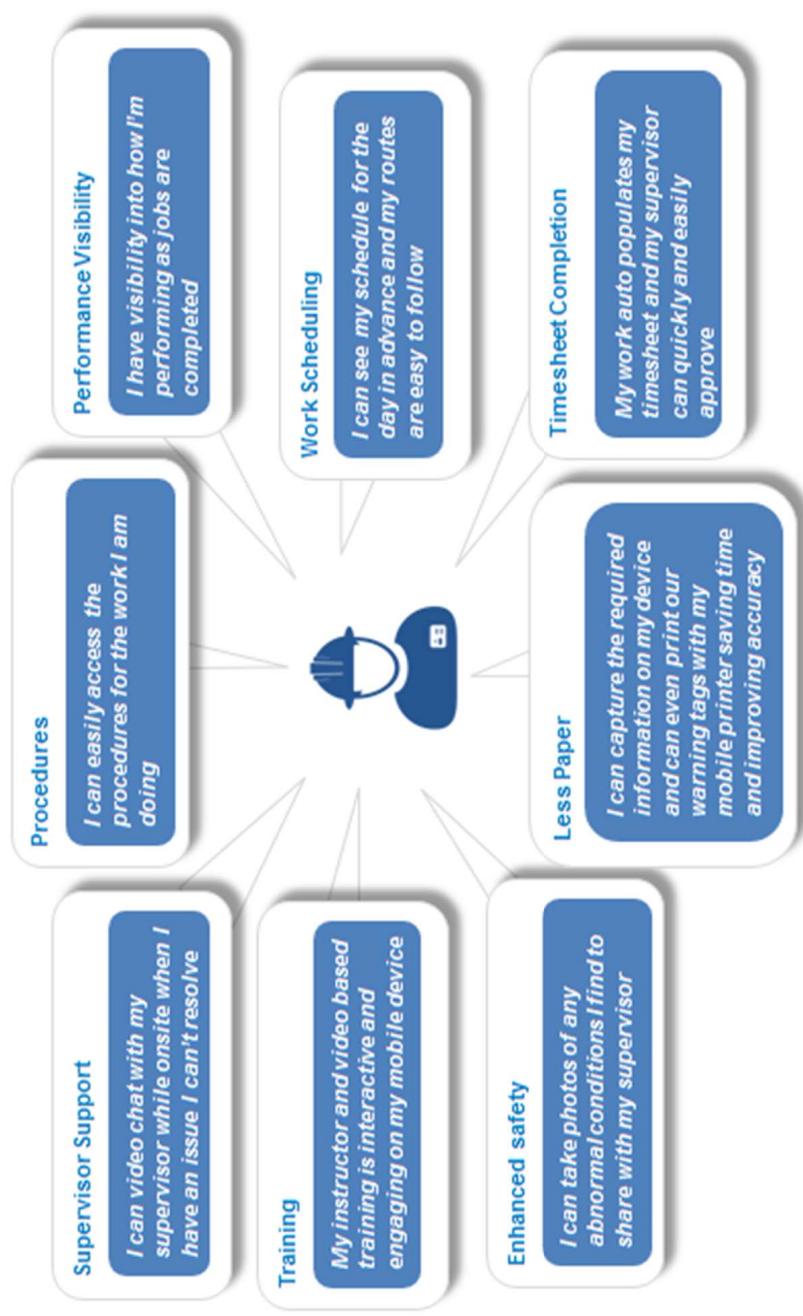 Supervisor Support
I can video chat with my
supervisor while onsite when I
have an issue I can't resolve
Procedures
I can easily access the
procedures for the work I am
doing
Performance Visibility
I have visibility into how I'm
performing as jobs are
completed
Training
My instructor and video based
training is interactive and
engaging on my mobile device
Work Scheduling
I can see my schedule for the
day in advance and my routes
are easy to follow
Enhanced safety
I can take photos of any
abnormal conditions I find to
share with my supervisor
Less Paper
I can capture the required
information on my device
and can even print our
warning tags with my
mobile printer saving time
and improving accuracy
Timesheet Completion
My work auto populates my
timesheet and my supervisor
can quickly and easily
approve